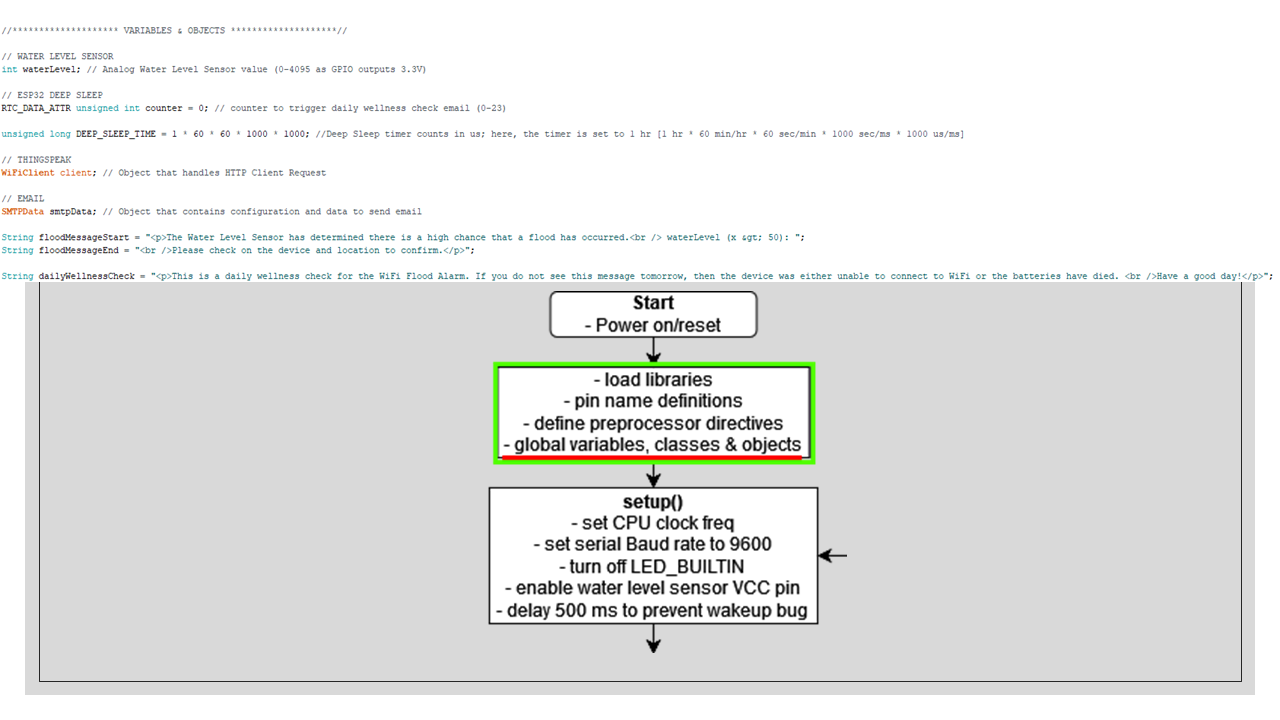 //******************** VARIABLES & OBJECTS ********************//
// WATER LEVEL SENSOR
int waterLevel; // Analog Water Level Sensor value (0-4095 as GPIO outputs 3.3V)
// ESP32 DEEP SLEEP
RTC_DATA_ATTR unsigned int counter = 0; // counter to trigger daily wellness check email (0-23)
unsigned long DEEP_SLEEP_TIME = 1 * 60 * 60 * 1000 * 1000; //Deep Sleep timer counts in us; here, the timer is set to 1 hr [1 hr * 60 min/hr * 60 sec/min * 1000 sec/ms * 1000 us/ms]
// THINGSPEAK
WiFiClient client; // Object that handles HTTP Client Request
// EMAIL
SMTPData smtpData; // Object that contains configuration and data to send email
String floodMessageStart = "<p>The Water Level Sensor has determined there is a high chance that a flood has occurred.<br /> waterLevel (x &gt; 50): ";
String floodMessageEnd = "<br />Please check on the device and location to confirm.</p>";
String dailyWellnessCheck = "<p>This is a daily wellness check for the WiFi Flood Alarm. If you do not see this message tomorrow, then the device was either unable to connect to WiFi or the batteries have died. <br />Have a good day!</p>";
Start
- Power on/reset
- load libraries
- pin name definitions
- define preprocessor directives
- global variables, classes & objects
setup()
- set CPU clock freq
- set serial Baud rate to 9600
- turn off LED_BUILTIN
- enable water level sensor VCC pin
- delay 500 ms to prevent wakeup bug